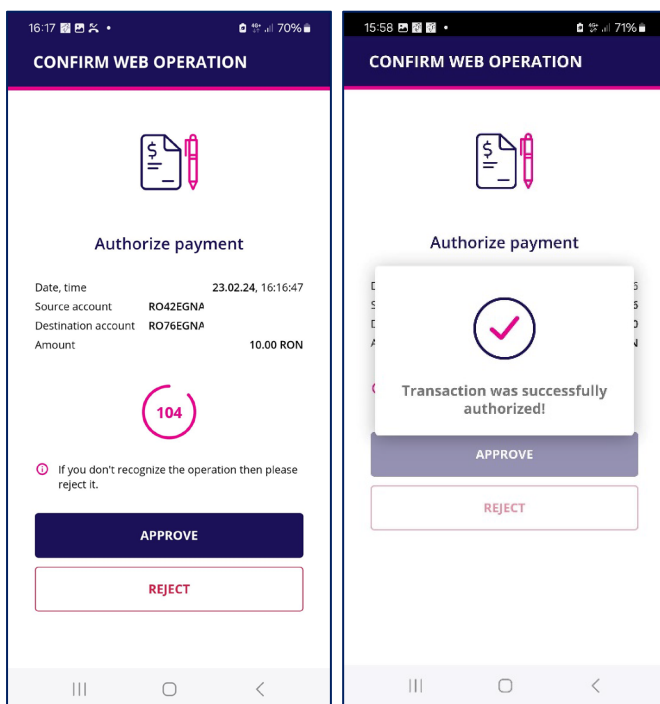 16:17
70%
CONFIRM WEB OPERATION
$
Authorize payment
Date, time 23.02.24, 16:16:47
Source account RO42EGNA
Destination account RO76EGNA
Amount 10.00 RON
104
If you don't recognize the operation then please
reject it.
APPROVE
REJECT
15:58
71%
CONFIRM WEB OPERATION
$
Authorize payment
Transaction was successfully
authorized!
APPROVE
REJECT